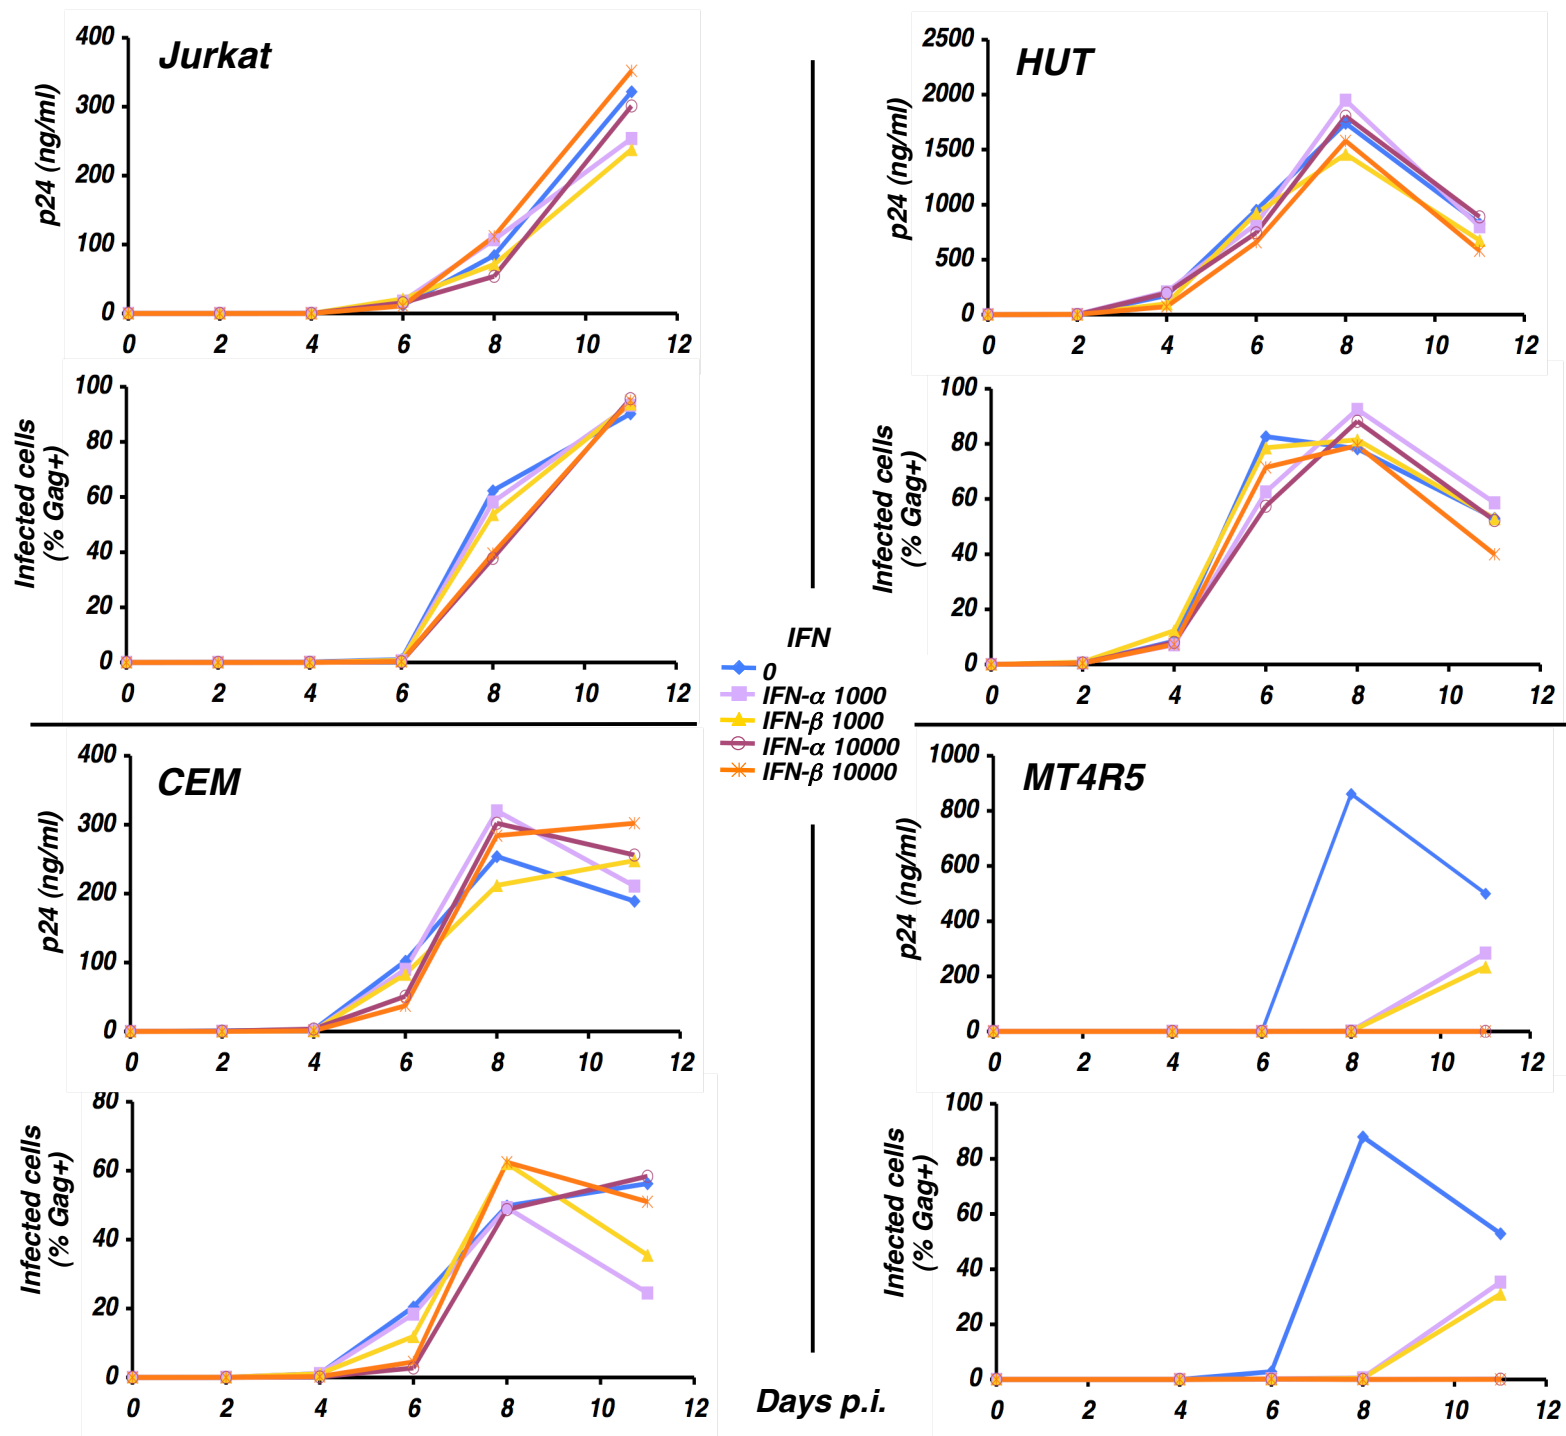 Jurkat
p24 (ng/ml)
400
300
200
100
0
0 2 4 6 8 10 12
Infected cells
(% Gag+)
100
80
60
40
20
0
0 2 4 6 8 10 12
HUT
p24 (ng/ml)
2500
2000
1500
1000
500
0
0 2 4 6 8 10 12
Infected cells
(% Gag+)
100
80
60
40
20
0
0 2 4 6 8 10 12
IFN
0
IFN-α 1000
IFN-β 1000
IFN-α 10000
IFN-β 10000
CEM
p24 (ng/ml)
400
300
200
100
0
0 2 4 6 8 10 12
Infected cells
(% Gag+)
80
60
40
20
0
0 2 4 6 8 10 12
MT4R5
p24 (ng/ml)
1000
800
600
400
200
0
0 2 4 6 8 10 12
Infected cells
(% Gag+)
100
80
60
40
20
0
0 2 4 6 8 10 12
Days p.i.